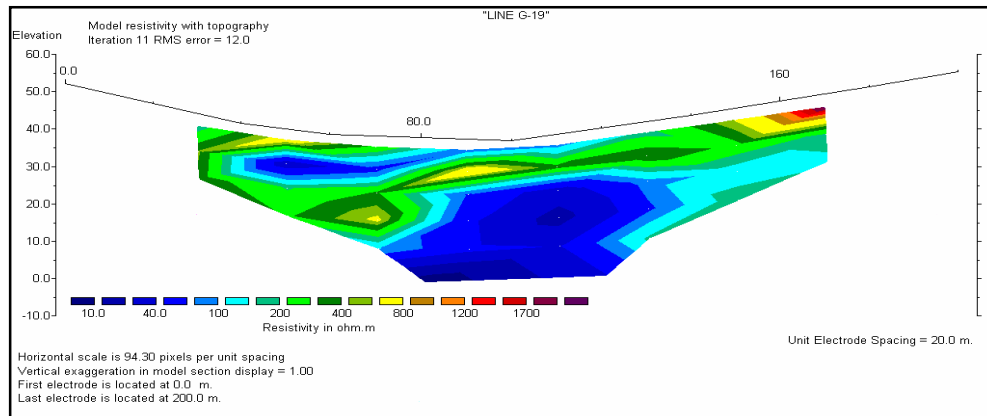 "LINE G-19"
Model resistivity with topography
Iteration 11 RMS error = 12.0
Elevation
60.0
50.0
40.0
30.0
20.0
10.0
0.0
-10.0
0.0
80.0
160
10.0 40.0 100 200 400 800 1200 1700
Resistivity in ohm.m
Unit Electrode Spacing = 20.0 m.
Horizontal scale is 94.30 pixels per unit spacing
Vertical exaggeration in model section display = 1.00
First electrode is located at 0.0 m.
Last electrode is located at 200.0 m.